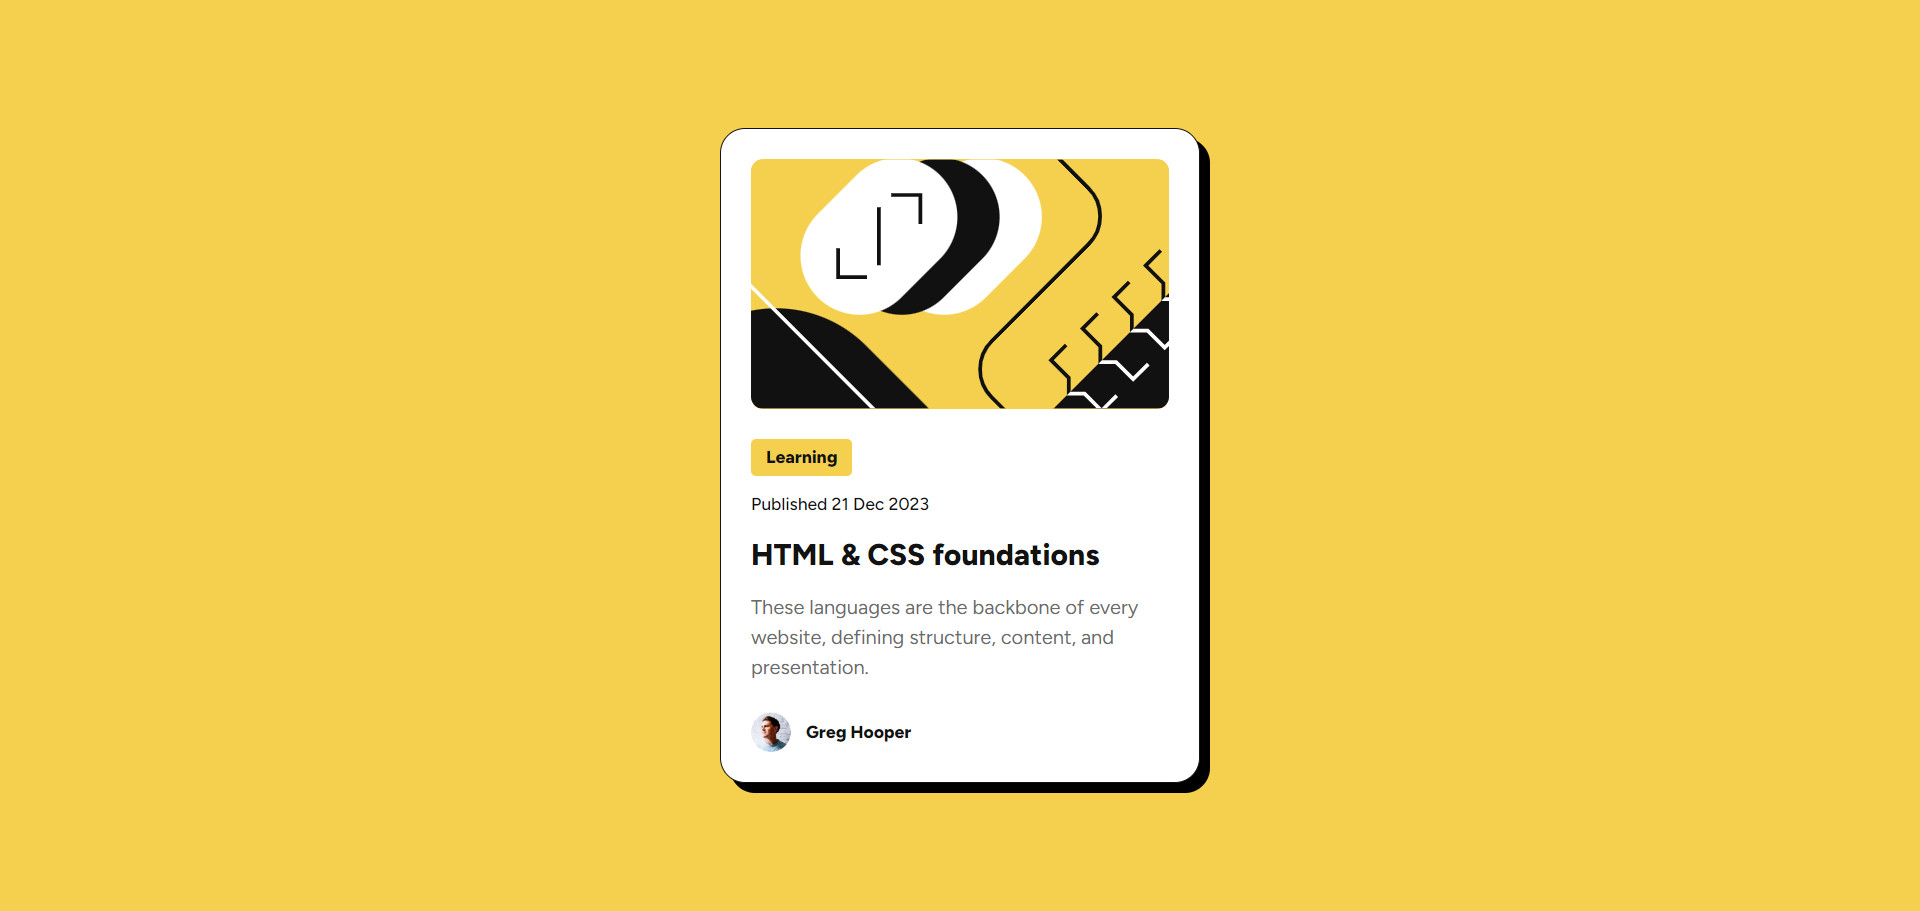 Learning
Published 21 Dec 2023
HTML & CSS foundations
These languages are the backbone of every
website, defining structure, content, and
presentation.
Greg Hooper